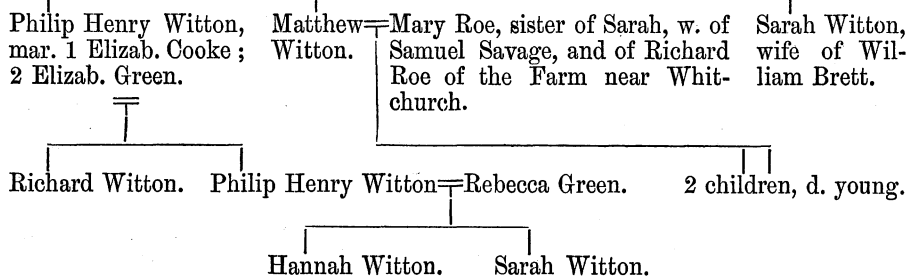 Philip Henry Witton,
mar. 1 Elizab. Cooke ;
2 Elizab. Green.
Matthew
Witton.
Mary Roe, sister of Sarah, w. of
Samuel Savage, and of Richard
Roe of the Farm near Whit-
church.
Sarah Witton,
wife of Wil-
liam Brett.
Richard Witton. Philip Henry Witton=Rebecca Green. 2 children, d. young.
Hannah Witton. Sarah Witton.